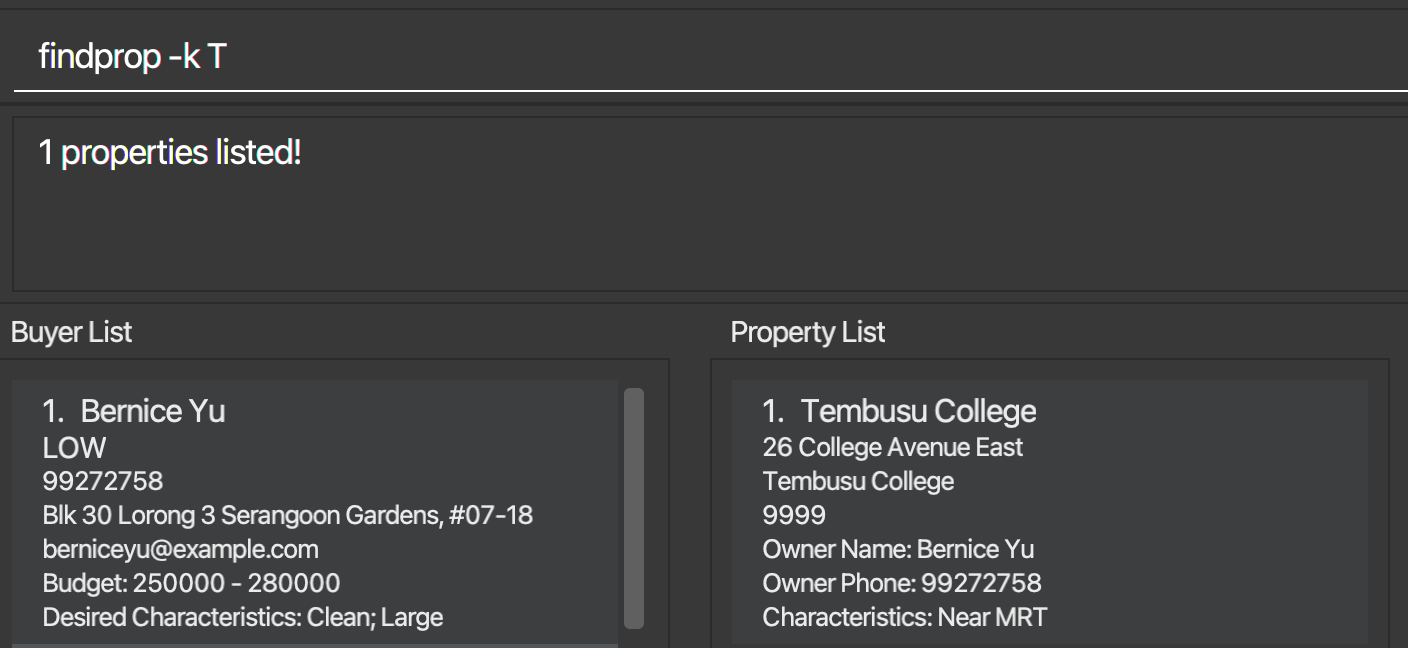 findprop -k T
1 properties listed!
Buyer List
1. Bernice Yu
LOW
99272758
Blk 30 Lorong 3 Serangoon Gardens, #07-18
berniceyu@example.com
Budget: 250000 - 280000
Desired Characteristics: Clean; Large
Property List
1. Tembusu College
26 College Avenue East
Tembusu College
9999
Owner Name: Bernice Yu
Owner Phone: 99272758
Characteristics: Near MRT